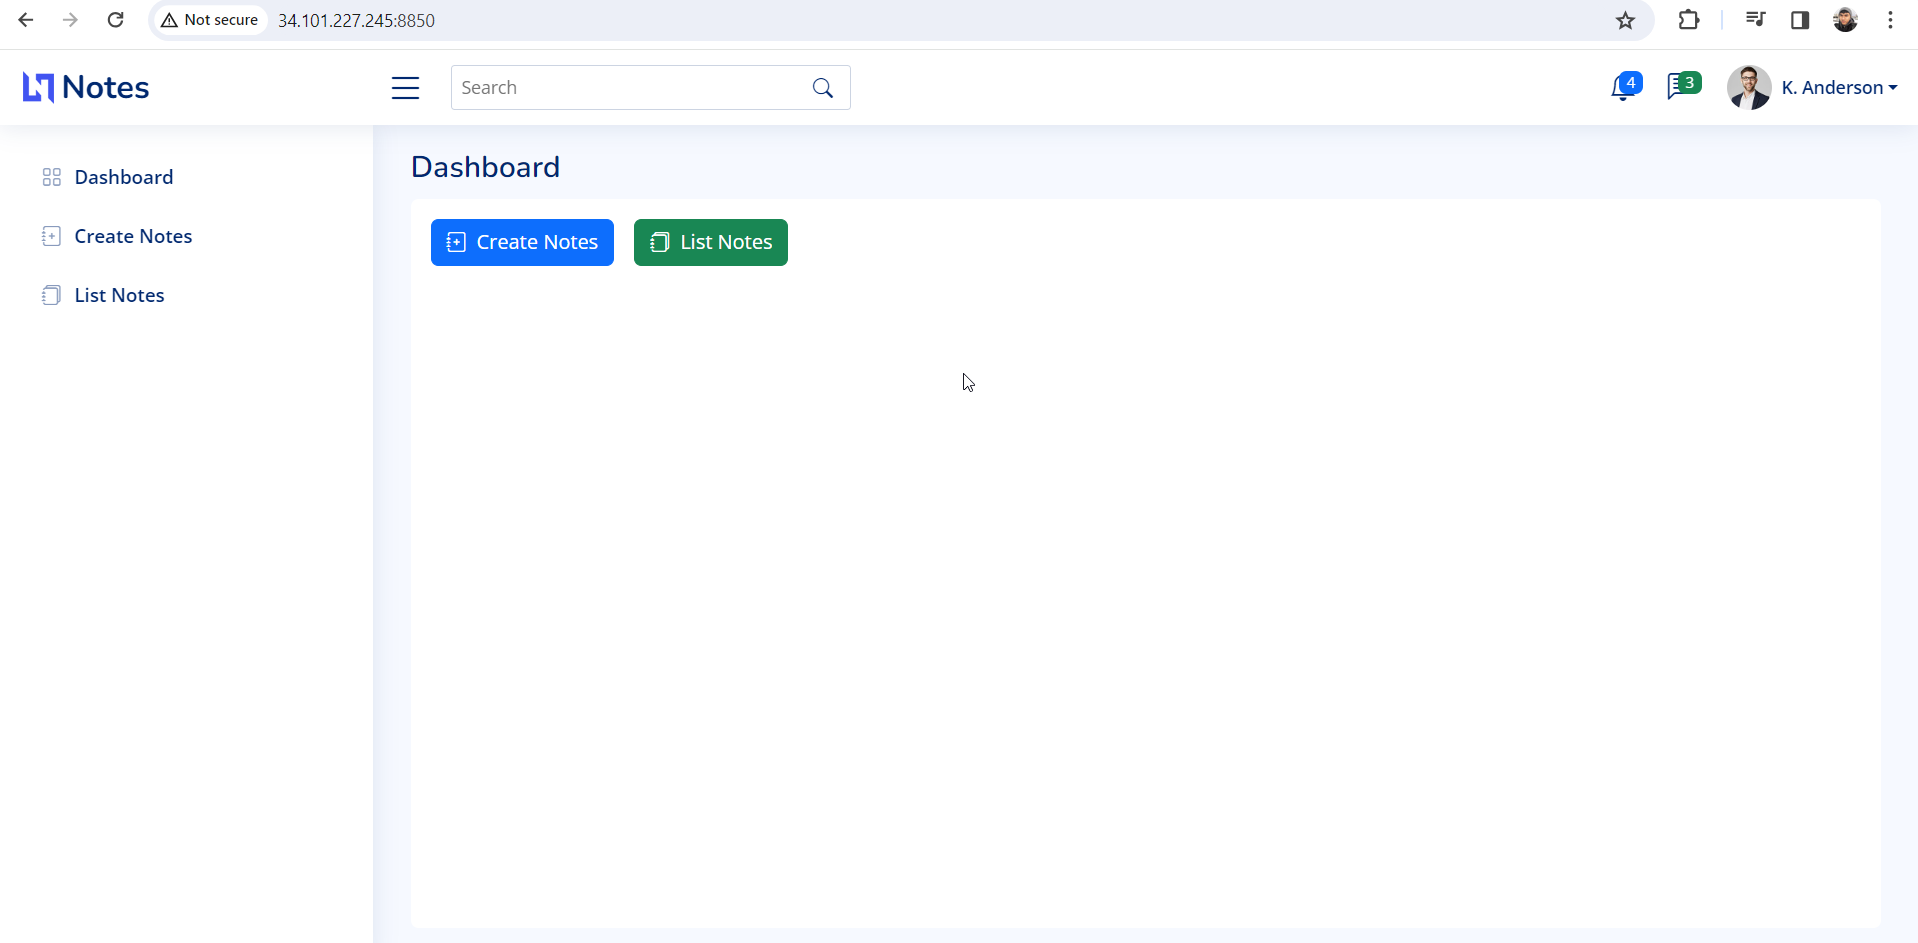 Not secure 34.101.227.245:8850
Notes
Search
4
3
K. Anderson
Dashboard
Create Notes
List Notes
Dashboard
Create Notes
List Notes